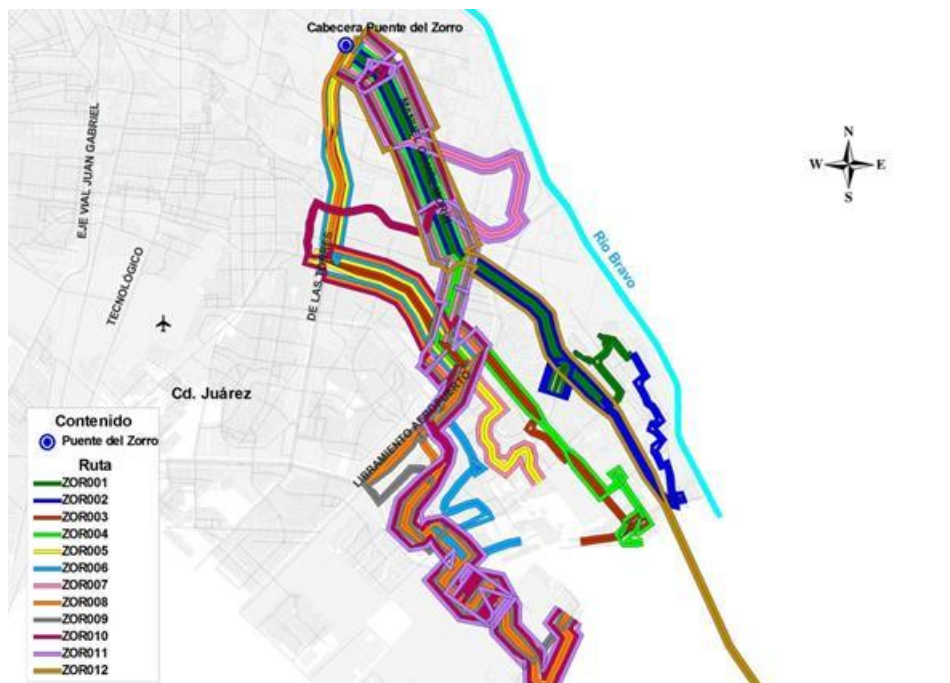 Cabecera Puente del Zorro
EJE VIAL JUAN GABRIEL
TECNOLÓGICO
DE LAS TORRES
Río Bravo
N
W E
S
Cd. Juárez
LIBRAMIENTO AEROPUERTO
Contenido
Puente del Zorro
Ruta
ZOR001
ZOR002
ZOR003
ZOR004
ZOR005
ZOR006
ZOR007
ZOR008
ZOR009
ZOR010
ZOR011
ZOR012